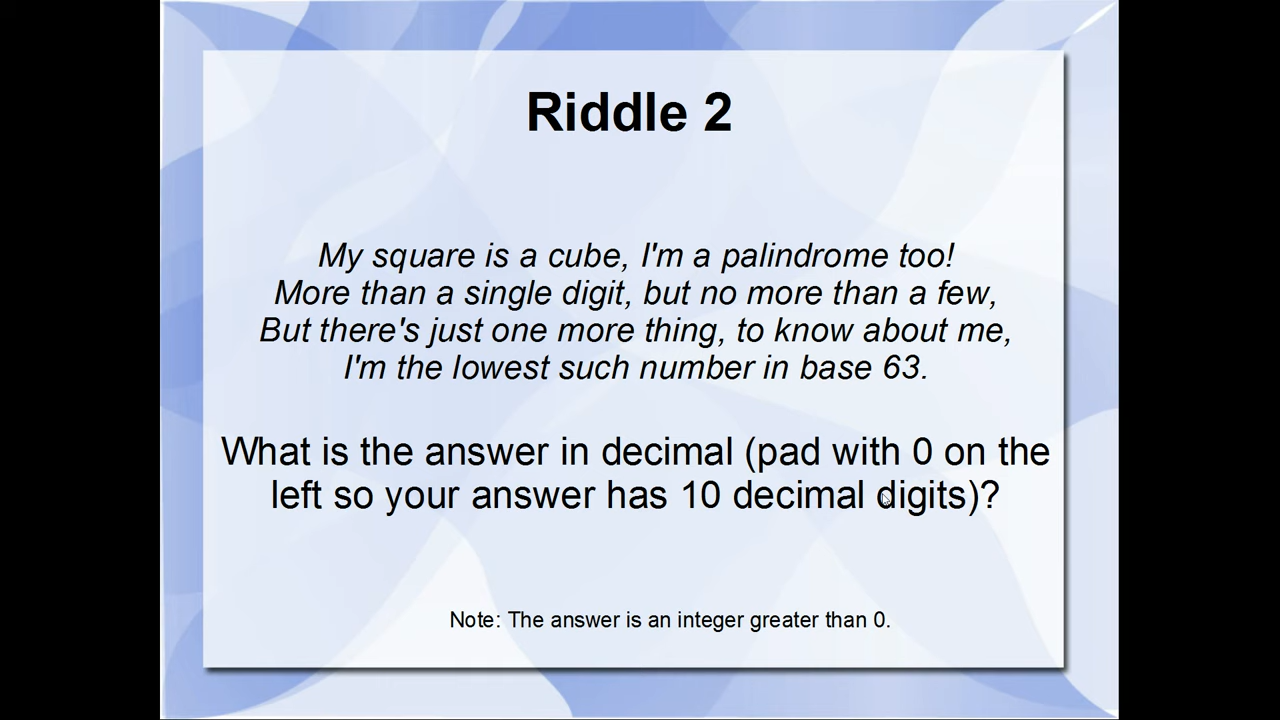 Riddle 2
My square is a cube, I'm a palindrome too!
More than a single digit, but no more than a few,
But there's just one more thing, to know about me,
I'm the lowest such number in base 63.
What is the answer in decimal (pad with 0 on the
left so your answer has 10 decimal digits)?
Note: The answer is an integer greater than 0.